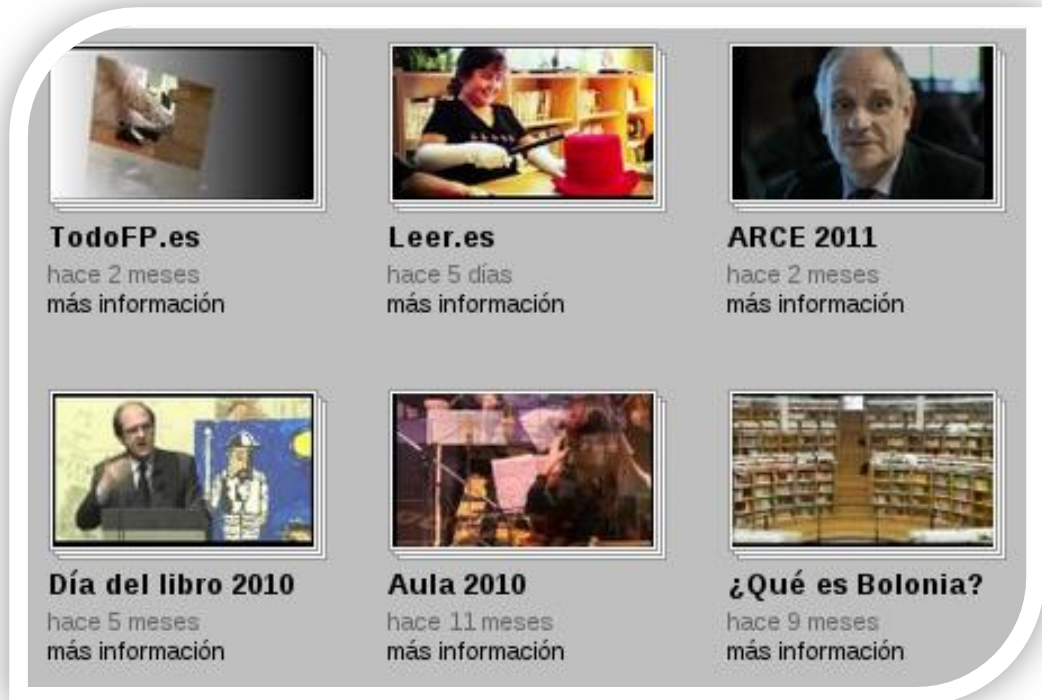 TodoFP.es
hace 2 meses
más información
Leer.es
hace 5 días
más información
ARCE 2011
hace 2 meses
más información
Día del libro 2010
hace 5 meses
más información
Aula 2010
hace 11 meses
más información
¿Qué es Bolonia?
hace 9 meses
más información